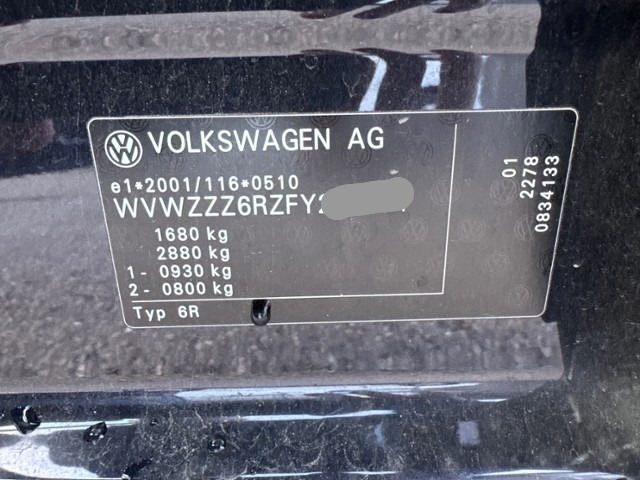 VOLKSWAGEN AG
e1*2001/116*0510
WVWZZZ6RZFY2
1680 kg
2880 kg
1- 0930 kg
2- 0800 kg
Typ 6R
01
2278
0834133